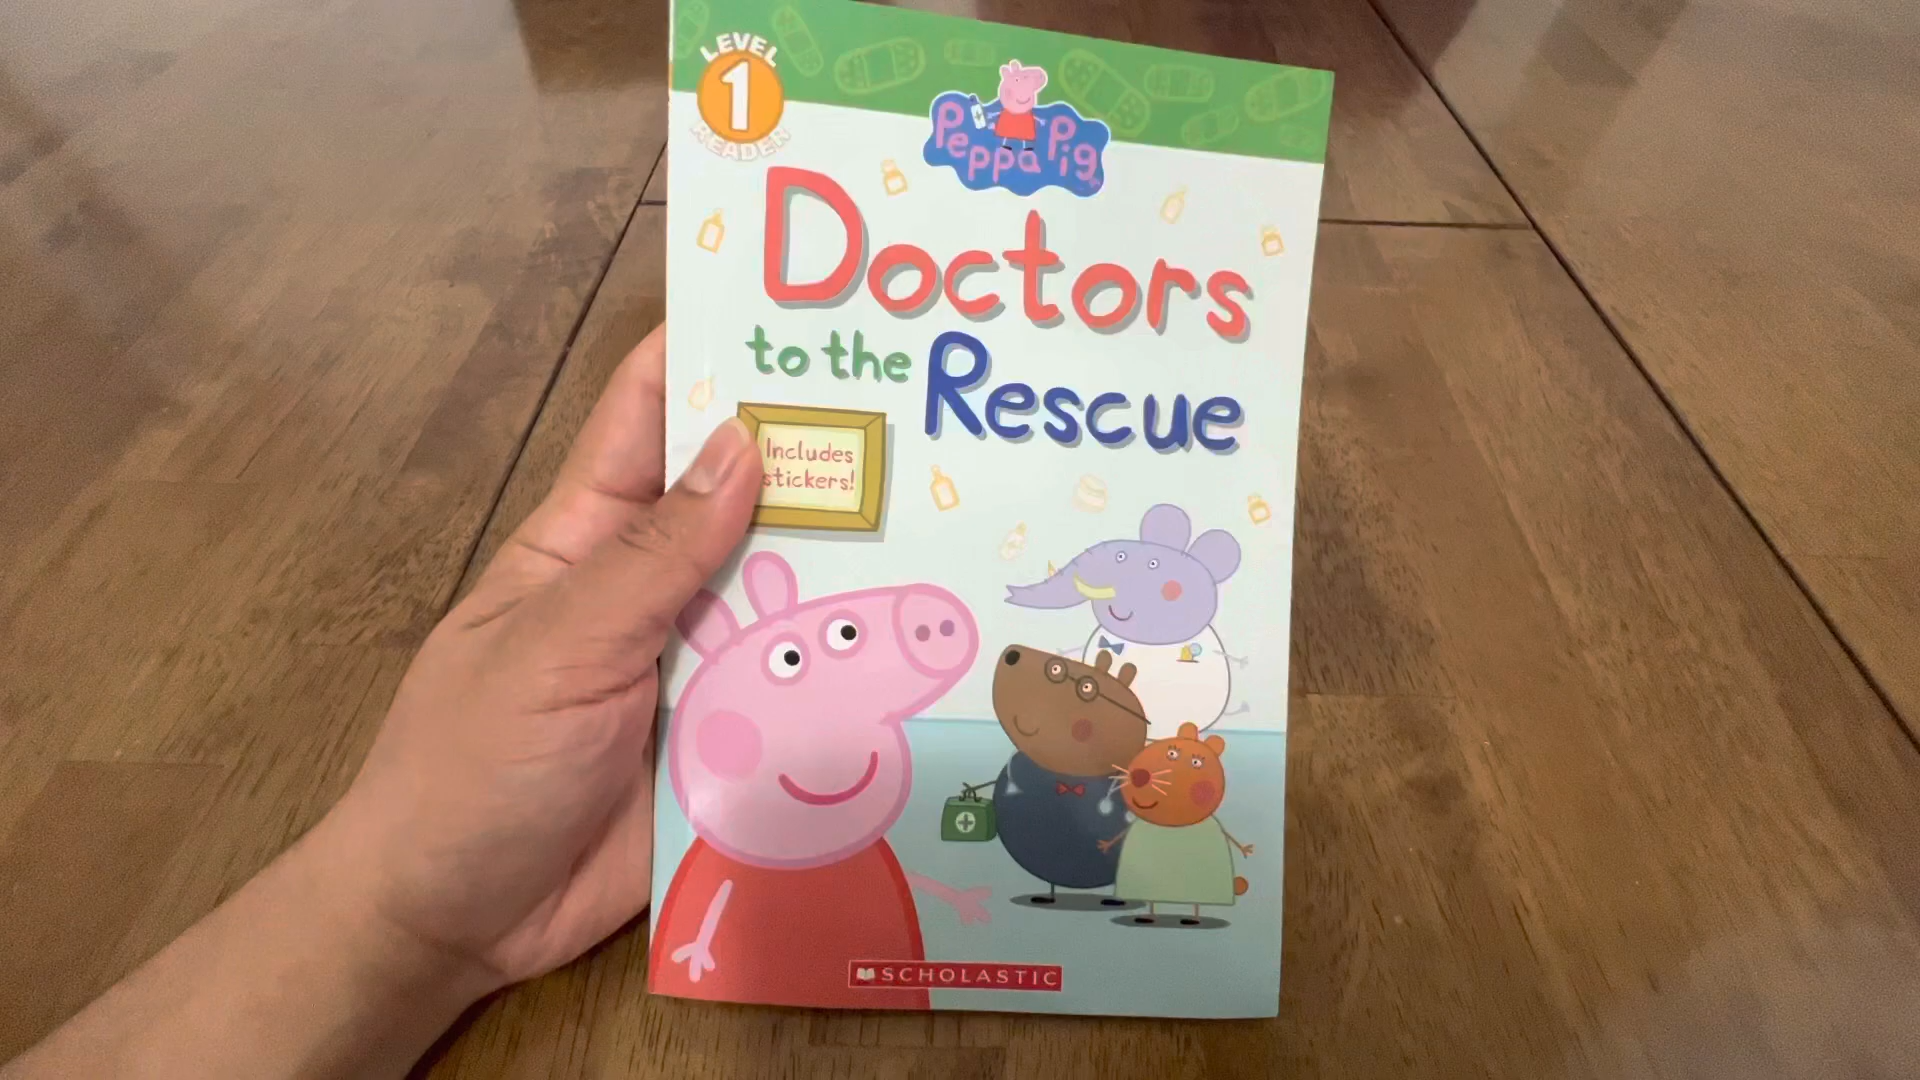 LEVEL
1
READER
Peppa Pig
Doctors
to the Rescue
Includes
stickers!
SCHOLASTIC